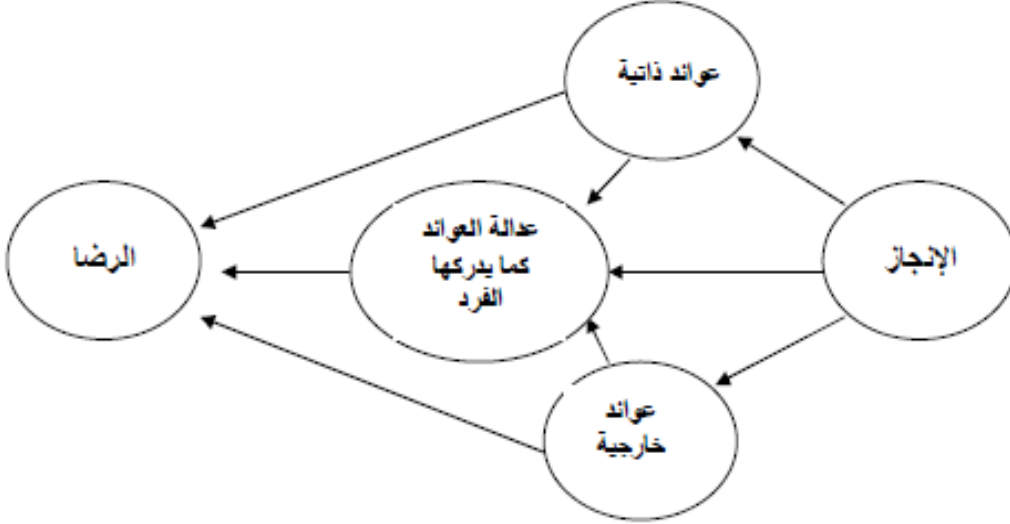 عوائد ذاتية
الإنجاز
عدالة العوائد
كما يدركها
الفرد
الرضا
عوائد
خارجية